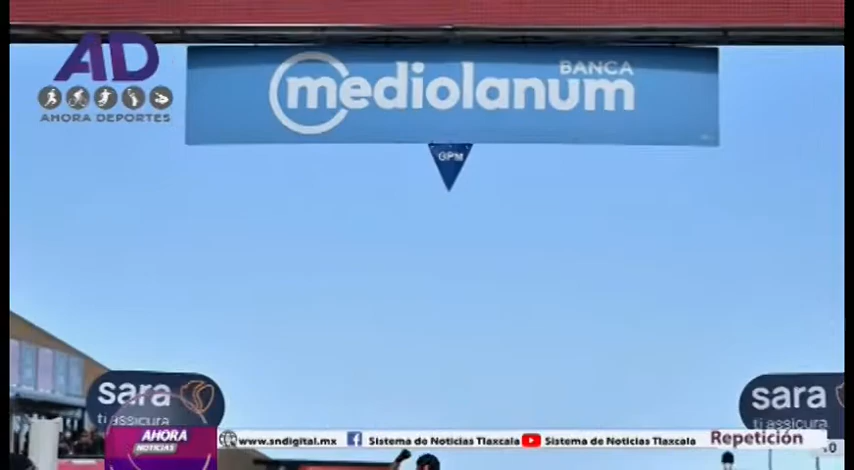 AD
AHORA DEPORTES
BANCA
mediolanum
GPM
sara
ti assicura
sara
ti assicura
AHORA
NOTICIAS
www.sndigital.mx
Sistema de Noticias Tlaxcala
Sistema de Noticias Tlaxcala
Repetición